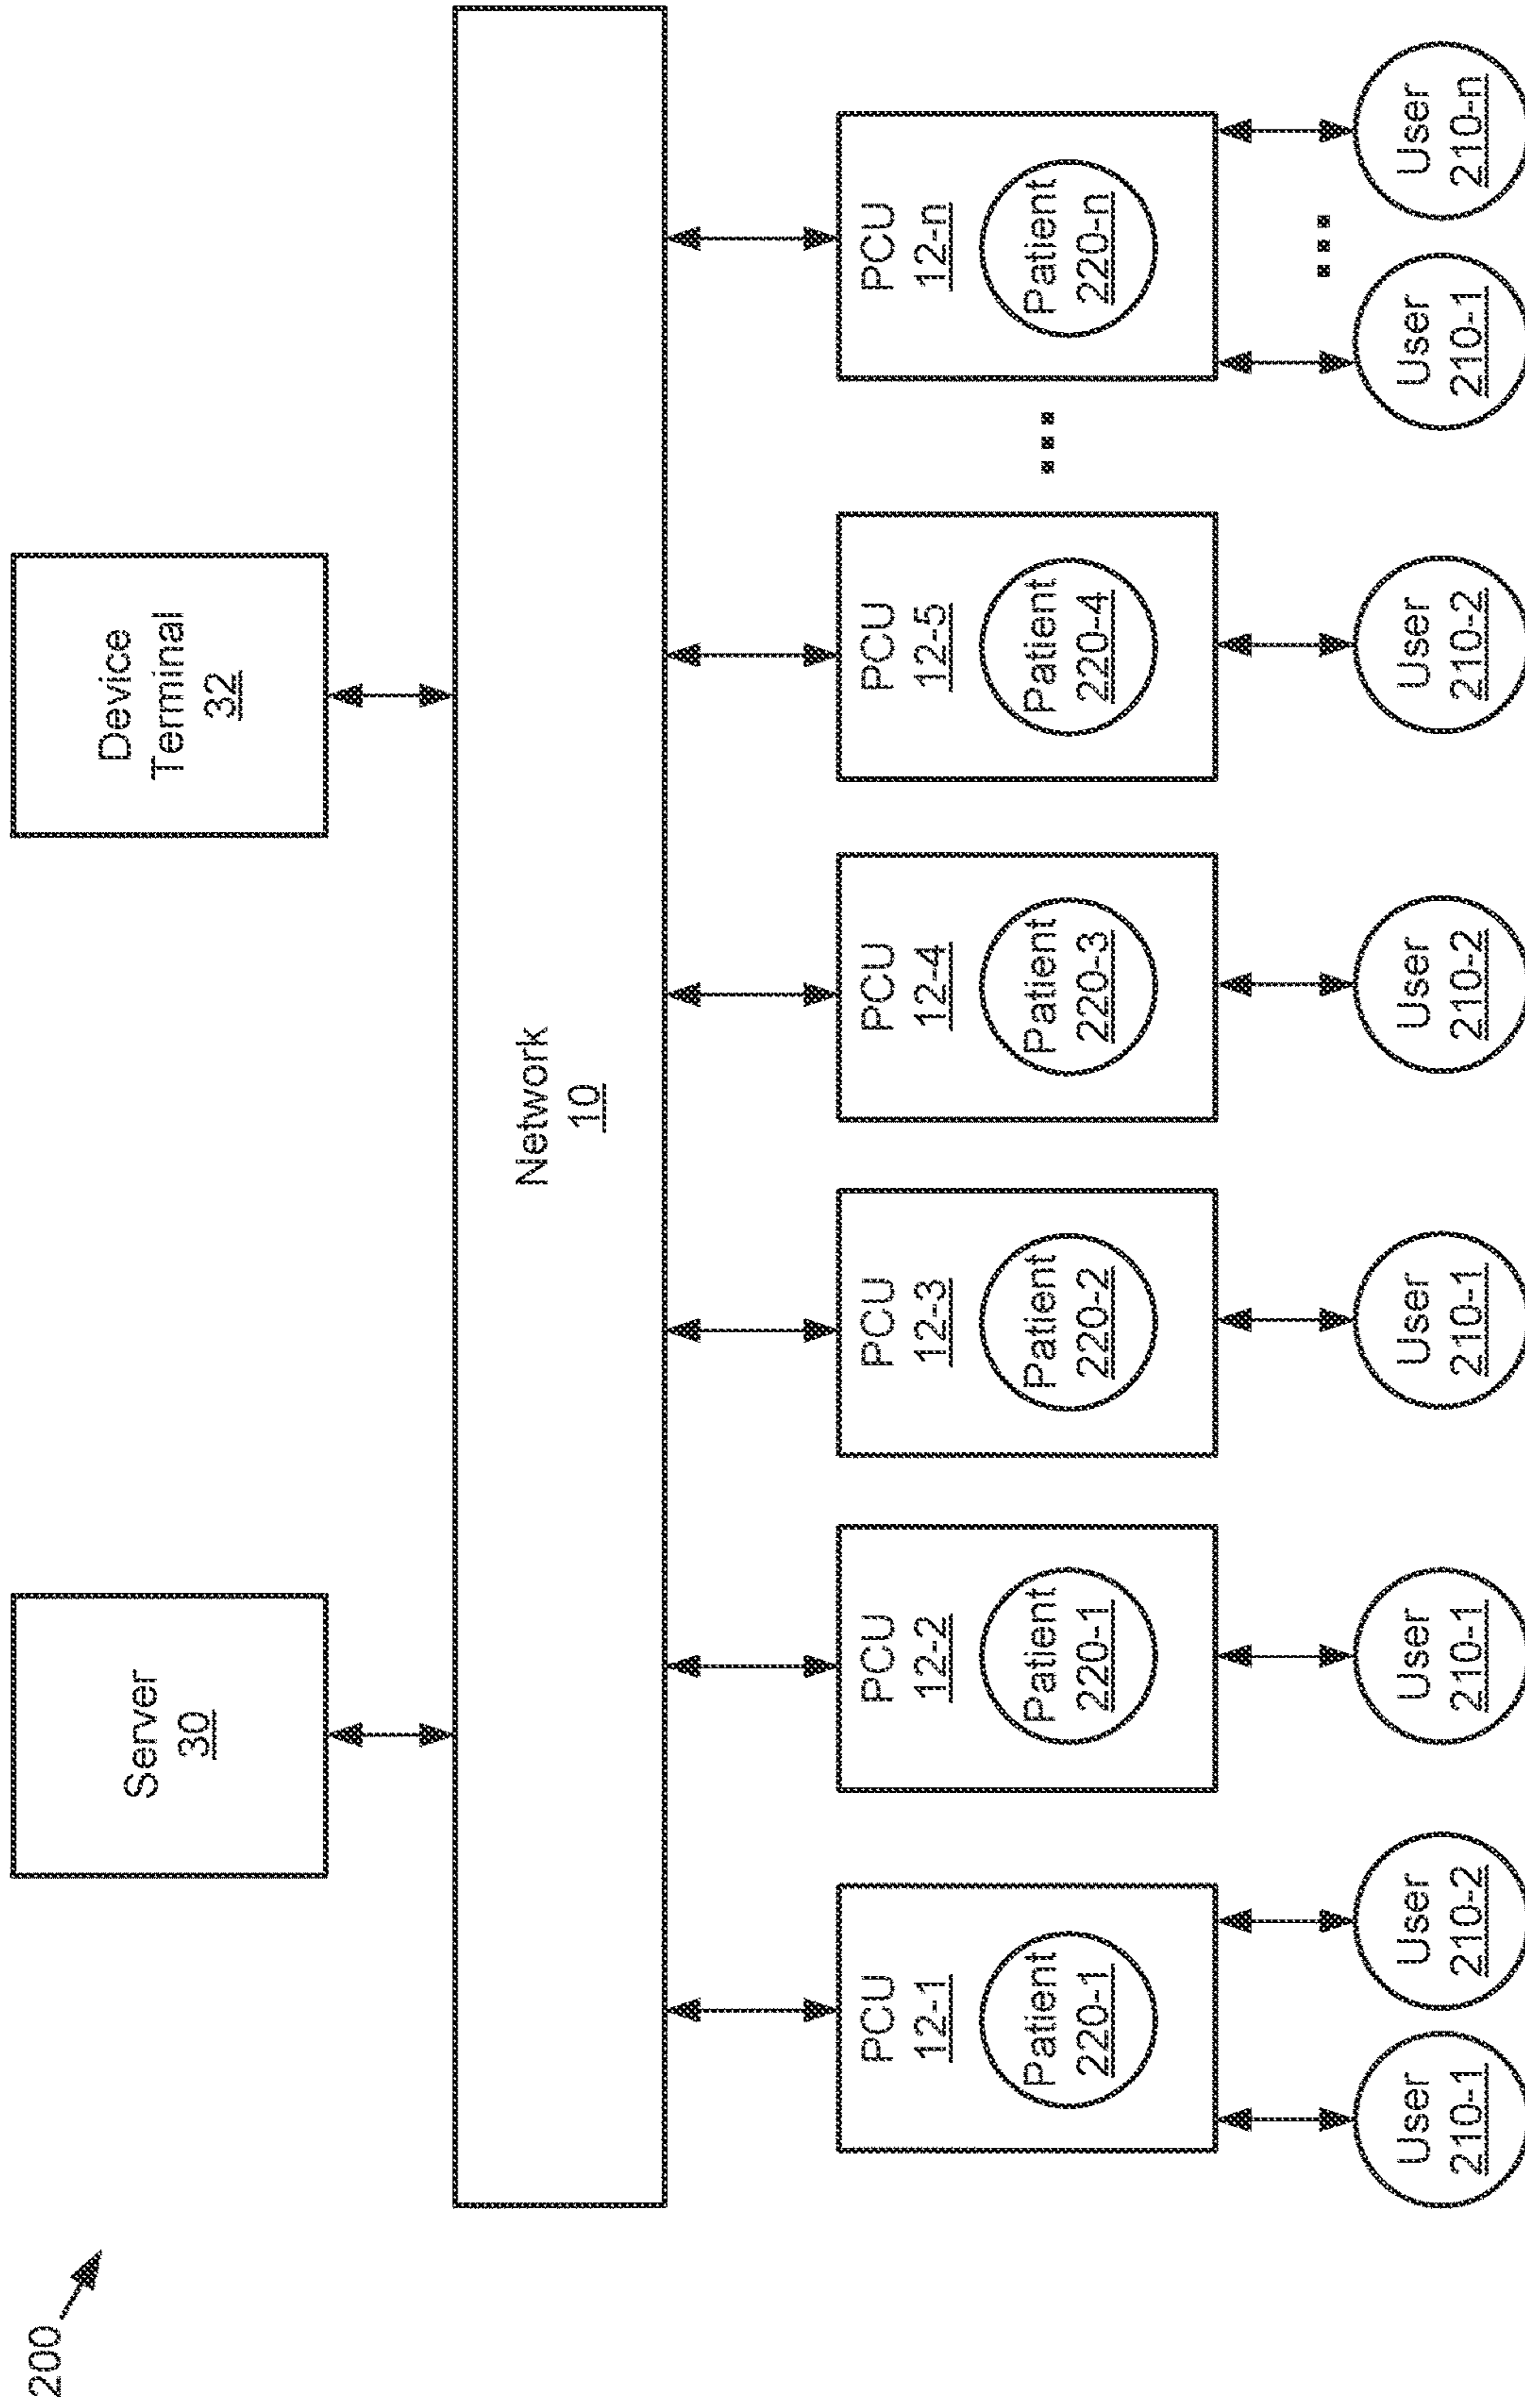 200
Server
30
Device
Terminal
32
Network
10
PCU
12-1
Patient
220-1
PCU
12-2
Patient
220-1
PCU
12-3
Patient
220-2
PCU
12-4
Patient
220-3
PCU
12-5
Patient
220-4
...
PCU
12-n
Patient
220-n
User
210-1
User
210-2
User
210-1
User
210-1
User
210-2
User
210-2
User
210-1
...
User
210-n